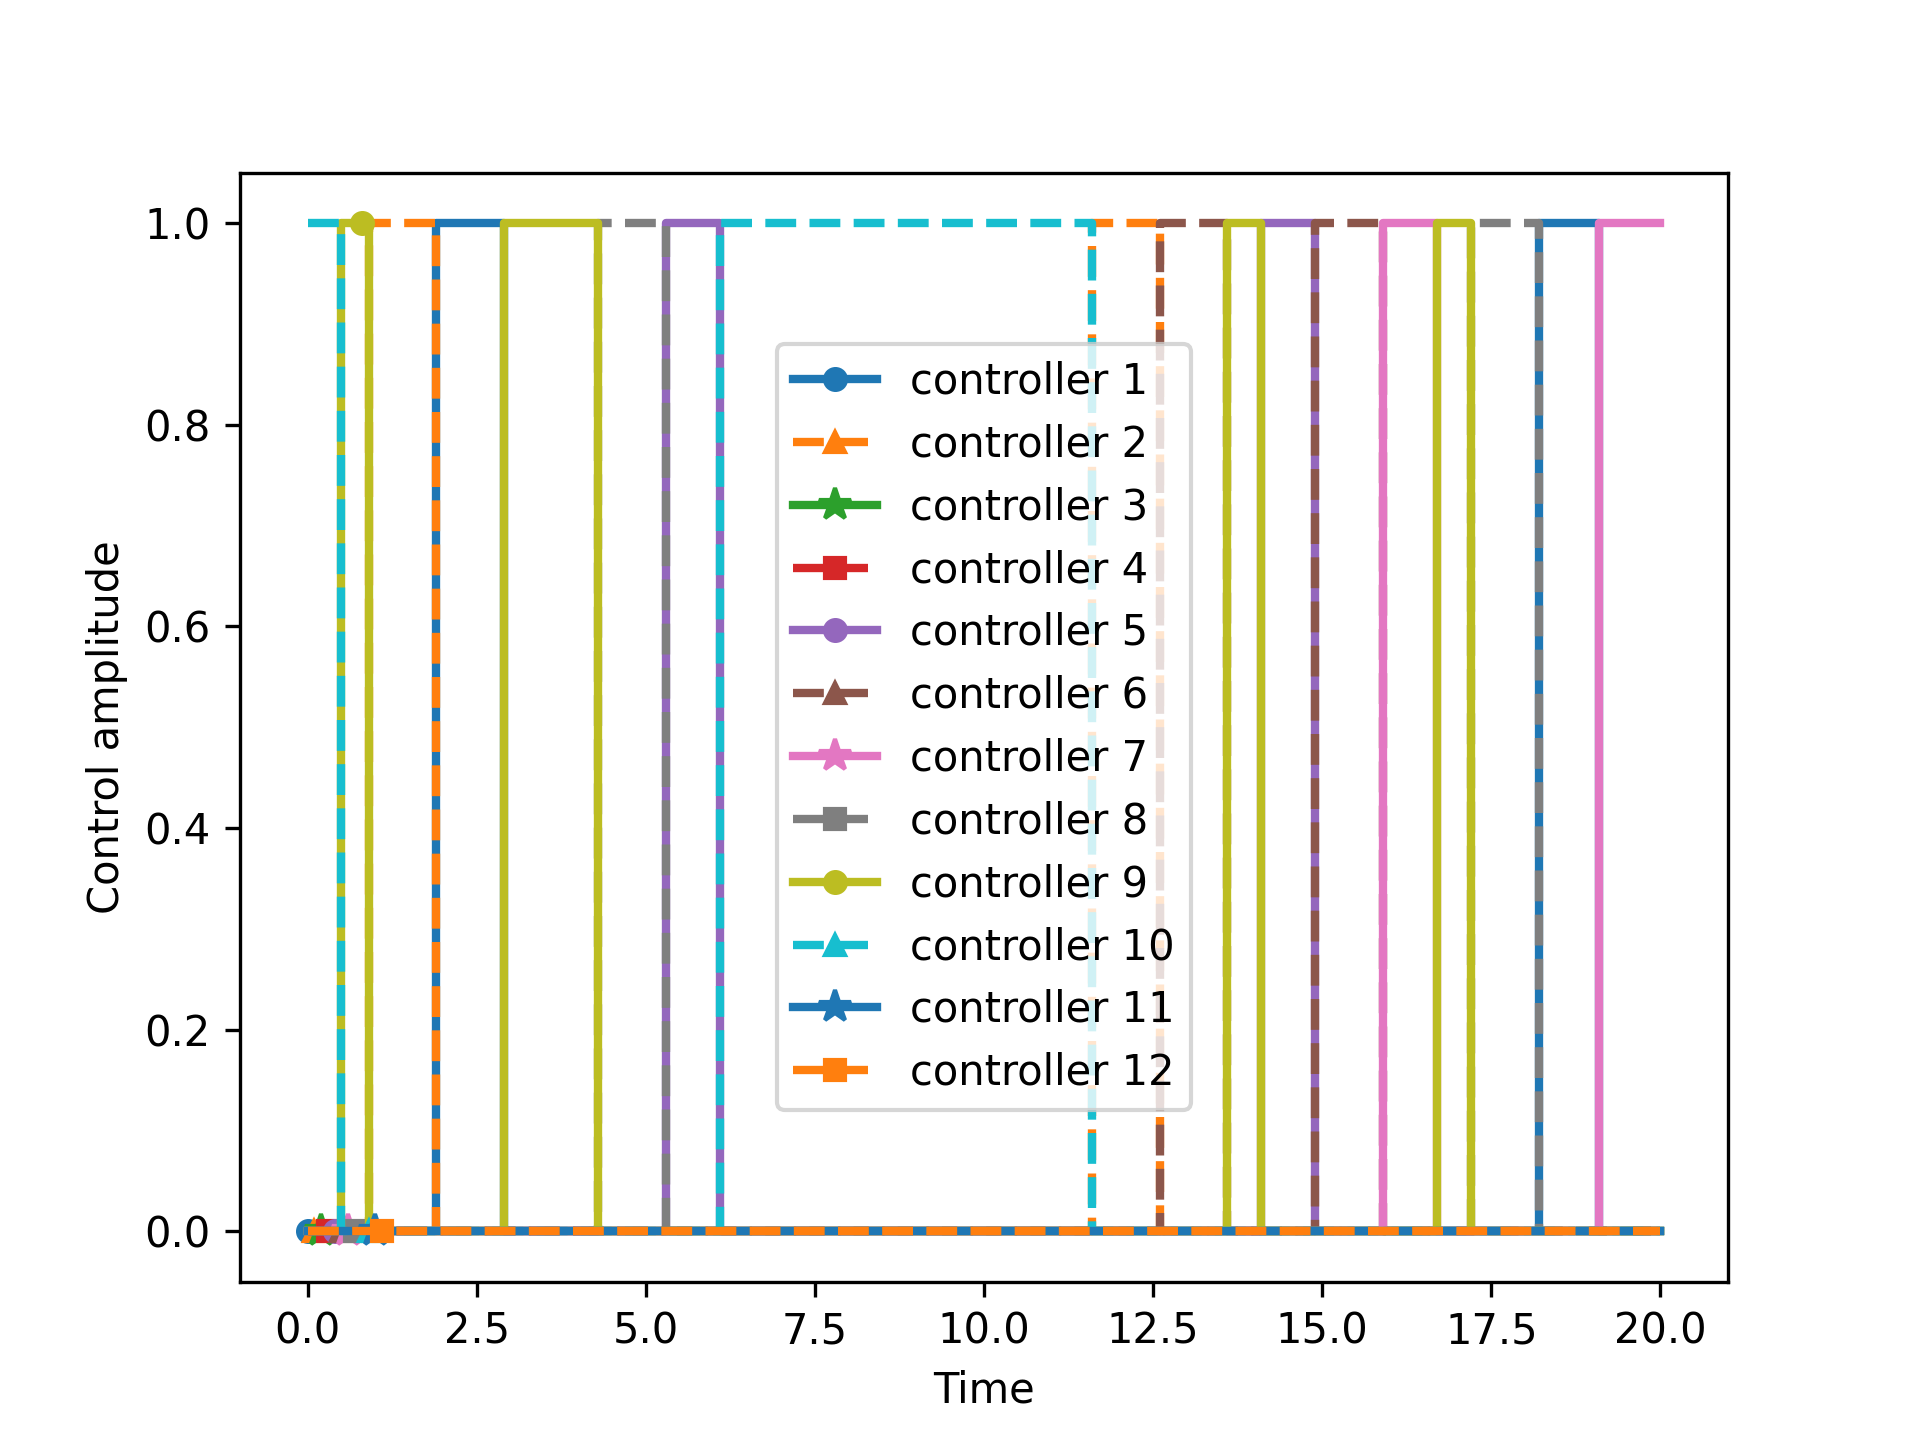 1.0
0.8
0.6
0.4
0.2
0.0
Control amplitude
controller 1
controller 2
controller 3
controller 4
controller 5
controller 6
controller 7
controller 8
controller 9
controller 10
controller 11
controller 12
0.0 2.5 5.0 7.5 10.0 12.5 15.0 17.5 20.0
Time